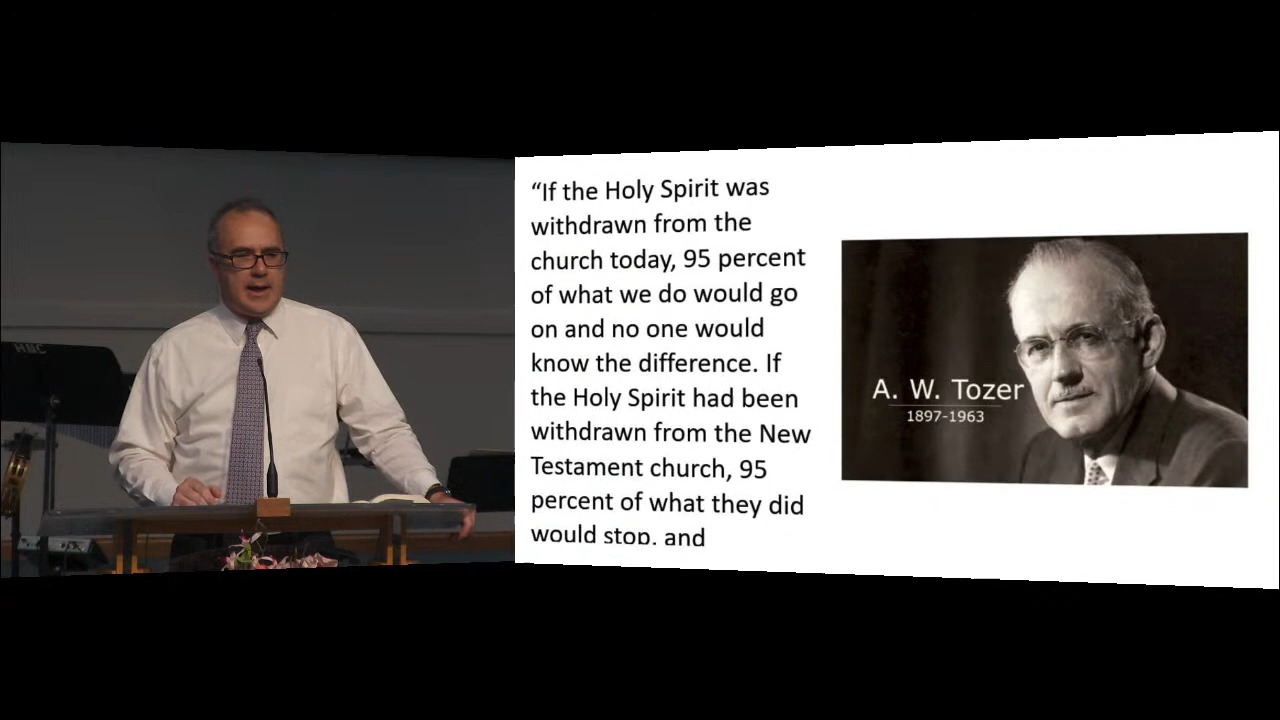 HMC
“If the Holy Spirit was
withdrawn from the
church today, 95 percent
of what we do would go
on and no one would
know the difference. If
the Holy Spirit had been
withdrawn from the New
Testament church, 95
percent of what they did
would stop, and
A. W. Tozer
1897-1963